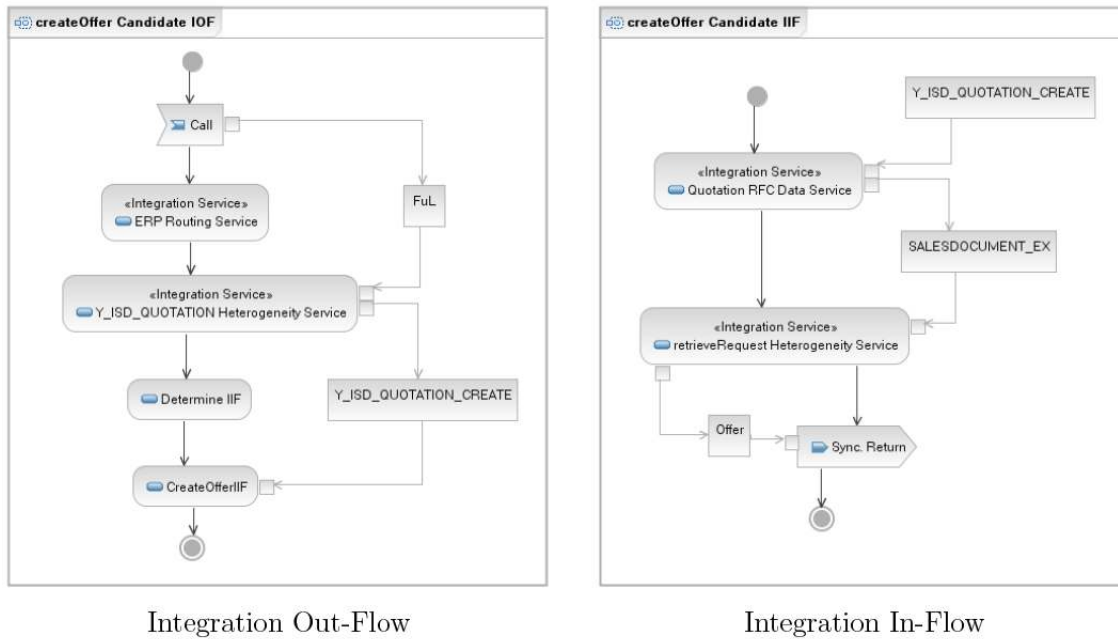 createOffer Candidate IOF
Call
FuL
«Integration Service»
ERP Routing Service
«Integration Service»
Y_ISD_QUOTATION Heterogeneity Service
Determine IIF
Y_ISD_QUOTATION_CREATE
CreateOfferIIF
Integration Out-Flow
createOffer Candidate IIF
Y_ISD_QUOTATION_CREATE
«Integration Service»
Quotation RFC Data Service
SALESDOCUMENT_EX
«Integration Service»
retrieveRequest Heterogeneity Service
Offer
Sync. Return
Integration In-Flow